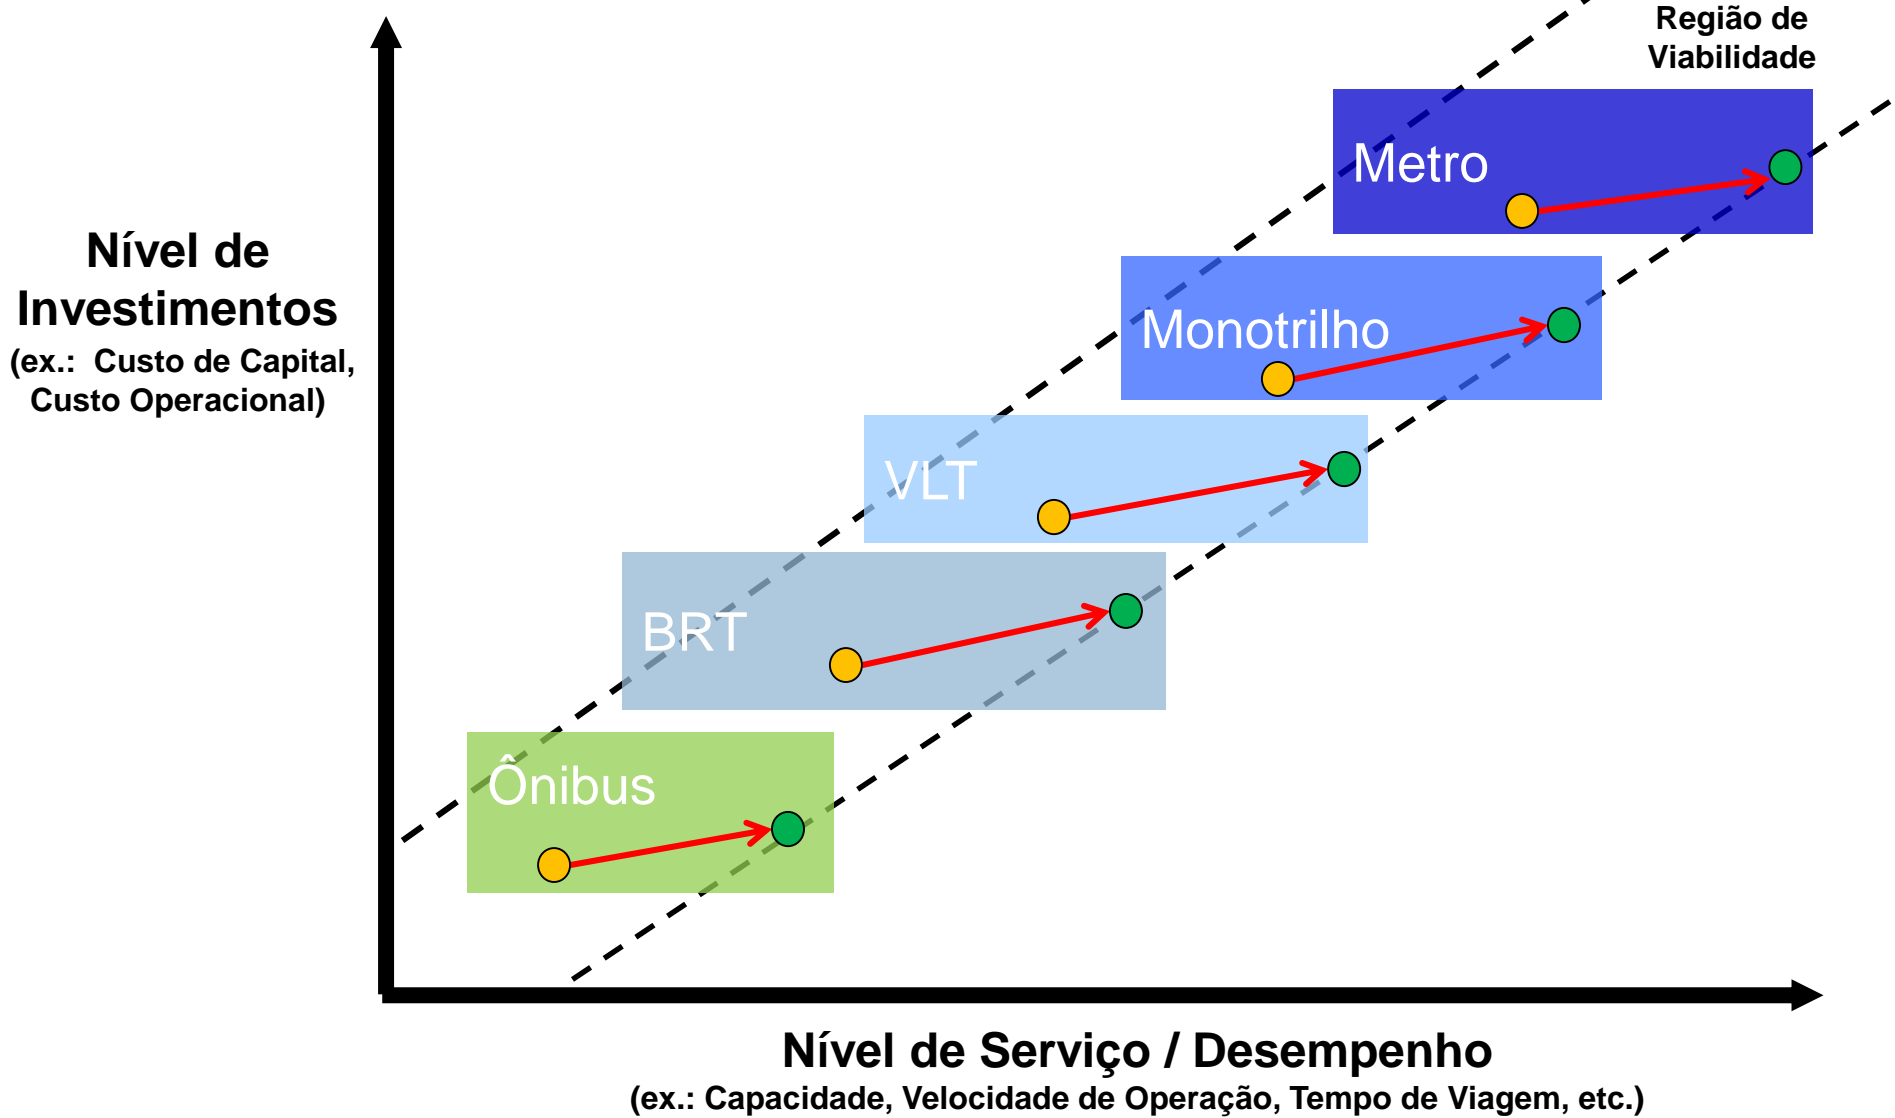 Região de
Viabilidade
Metro
Nível de
Investimentos
(ex.: Custo de Capital,
Custo Operacional)
Monotrilho
VLT
BRT
Ônibus
Nível de Serviço / Desempenho
(ex.: Capacidade, Velocidade de Operação, Tempo de Viagem, etc.)